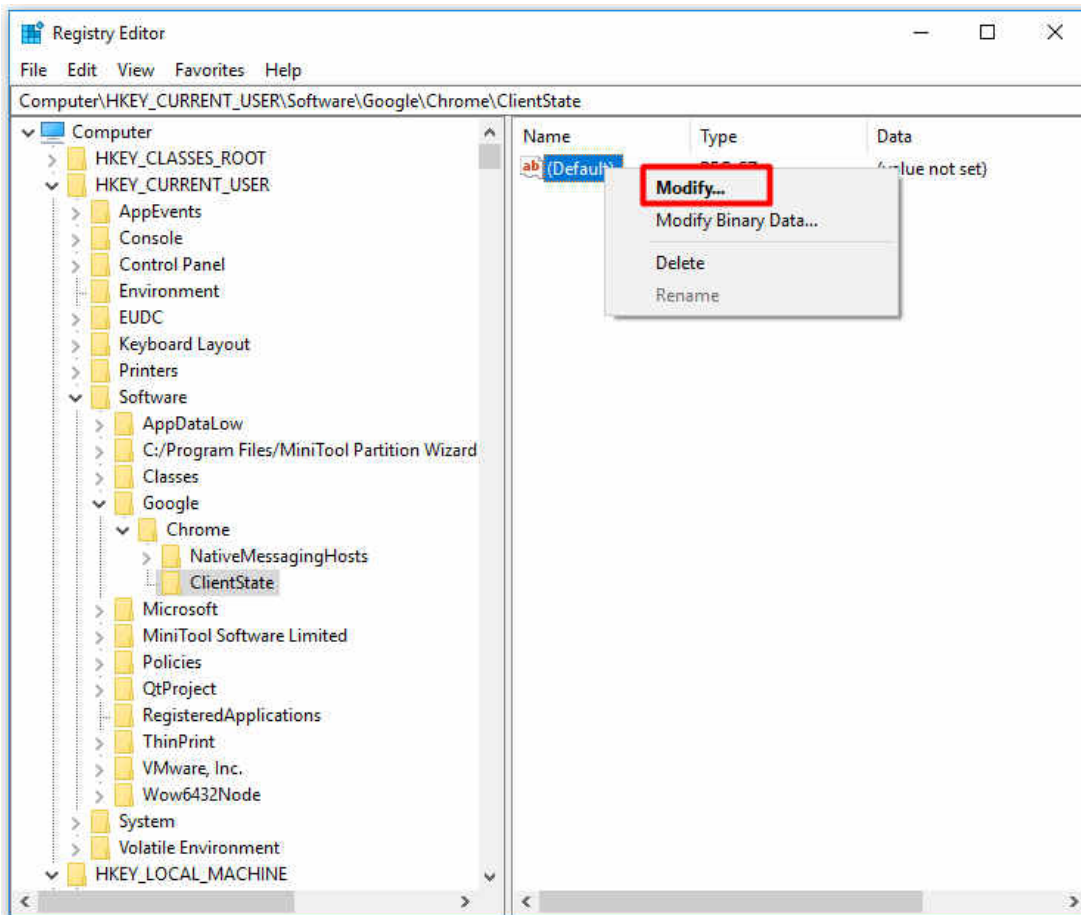 Registry Editor
File Edit View Favorites Help
Computer\HKEY_CURRENT_USER\Software\Google\Chrome\ClientState
Computer
HKEY_CLASSES_ROOT
HKEY_CURRENT_USER
AppEvents
Console
Control Panel
Environment
EUDC
Keyboard Layout
Printers
Software
AppDataLow
C:/Program Files/MiniTool Partition Wizard
Classes
Google
Chrome
NativeMessagingHosts
ClientState
Microsoft
MiniTool Software Limited
Policies
QtProject
RegisteredApplications
ThinPrint
VMware, Inc.
Wow6432Node
System
Volatile Environment
HKEY_LOCAL_MACHINE
Name Type Data
ab (Default) not set)
Modify...
Modify Binary Data...
Delete
Rename